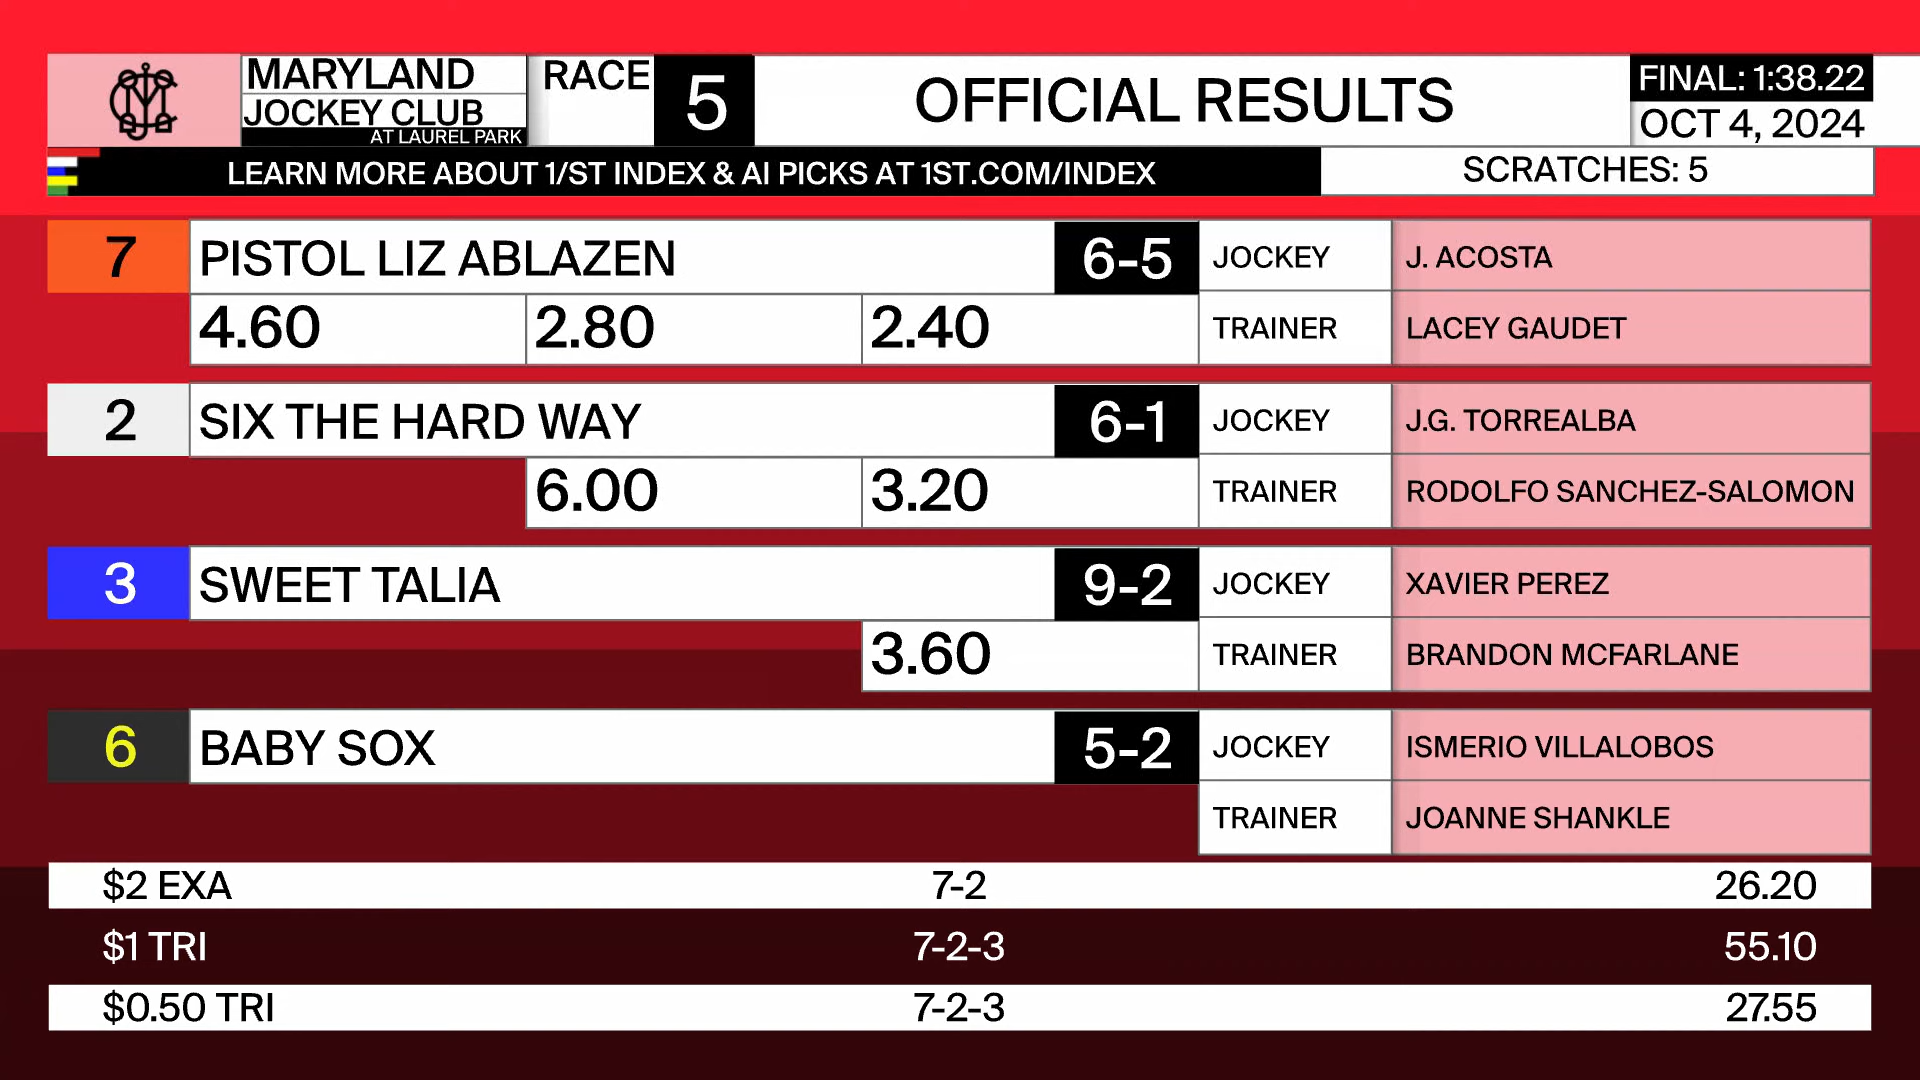 MARYLAND
JOCKEY CLUB
AT LAUREL PARK
RACE 5
OFFICIAL RESULTS
FINAL: 1:38.22
OCT 4, 2024
LEARN MORE ABOUT 1/ST INDEX & AI PICKS AT 1ST.COM/INDEX
SCRATCHES: 5
7 PISTOL LIZ ABLAZEN 6-5 JOCKEY J. ACOSTA
4.60 2.80 2.40 TRAINER LACEY GAUDET
2 SIX THE HARD WAY 6-1 JOCKEY J.G. TORREALBA
6.00 3.20 TRAINER RODOLFO SANCHEZ-SALOMON
3 SWEET TALIA 9-2 JOCKEY XAVIER PEREZ
3.60 TRAINER BRANDON MCFARLANE
6 BABY SOX 5-2 JOCKEY ISMERIO VILLALOBOS
TRAINER JOANNE SHANKLE
$2 EXA 7-2 26.20
$1 TRI 7-2-3 55.10
$0.50 TRI 7-2-3 27.55